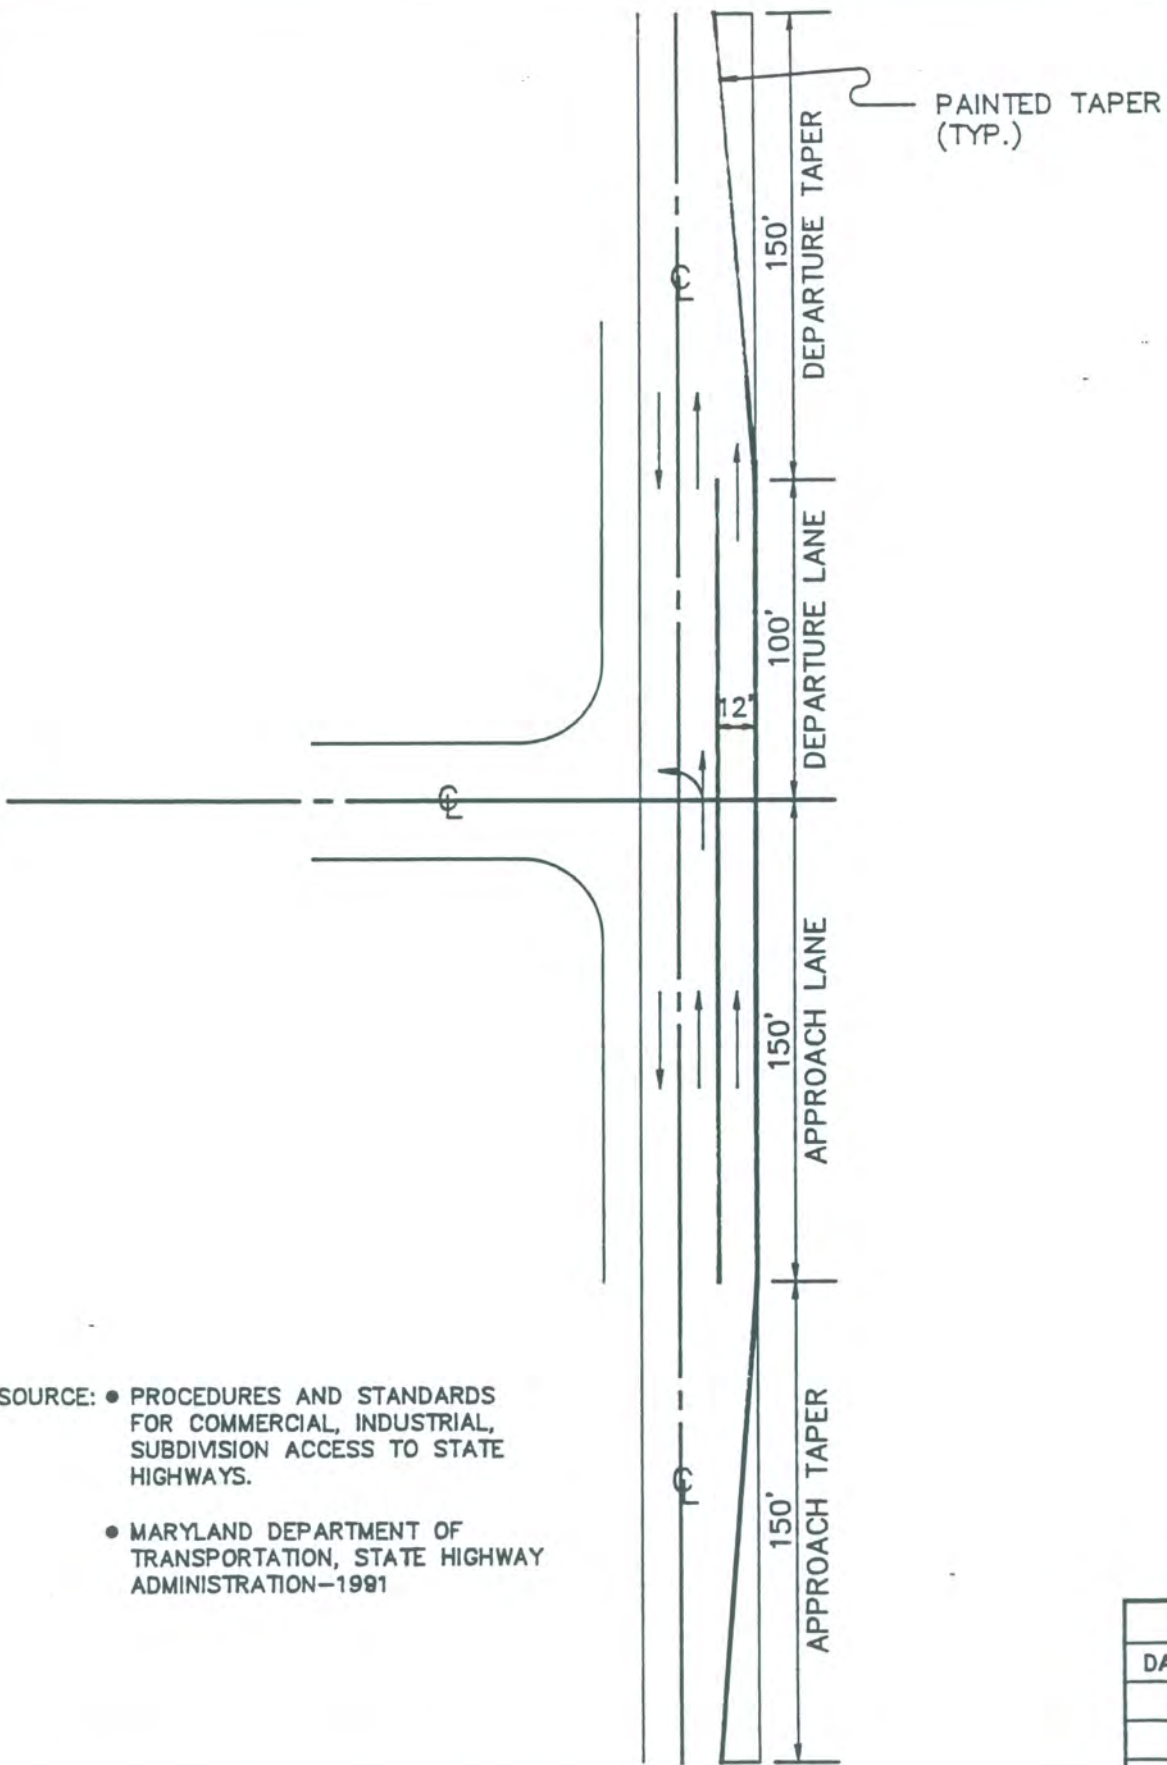 PAINTED TAPER
(TYP.)
150'
DEPARTURE TAPER
℄
100'
DEPARTURE LANE
12'
℄
150'
APPROACH LANE
SOURCE: ● PROCEDURES AND STANDARDS
FOR COMMERCIAL, INDUSTRIAL,
SUBDIVISION ACCESS TO STATE
HIGHWAYS.
● MARYLAND DEPARTMENT OF
TRANSPORTATION, STATE HIGHWAY
ADMINISTRATION-1991
℄
150'
APPROACH TAPER